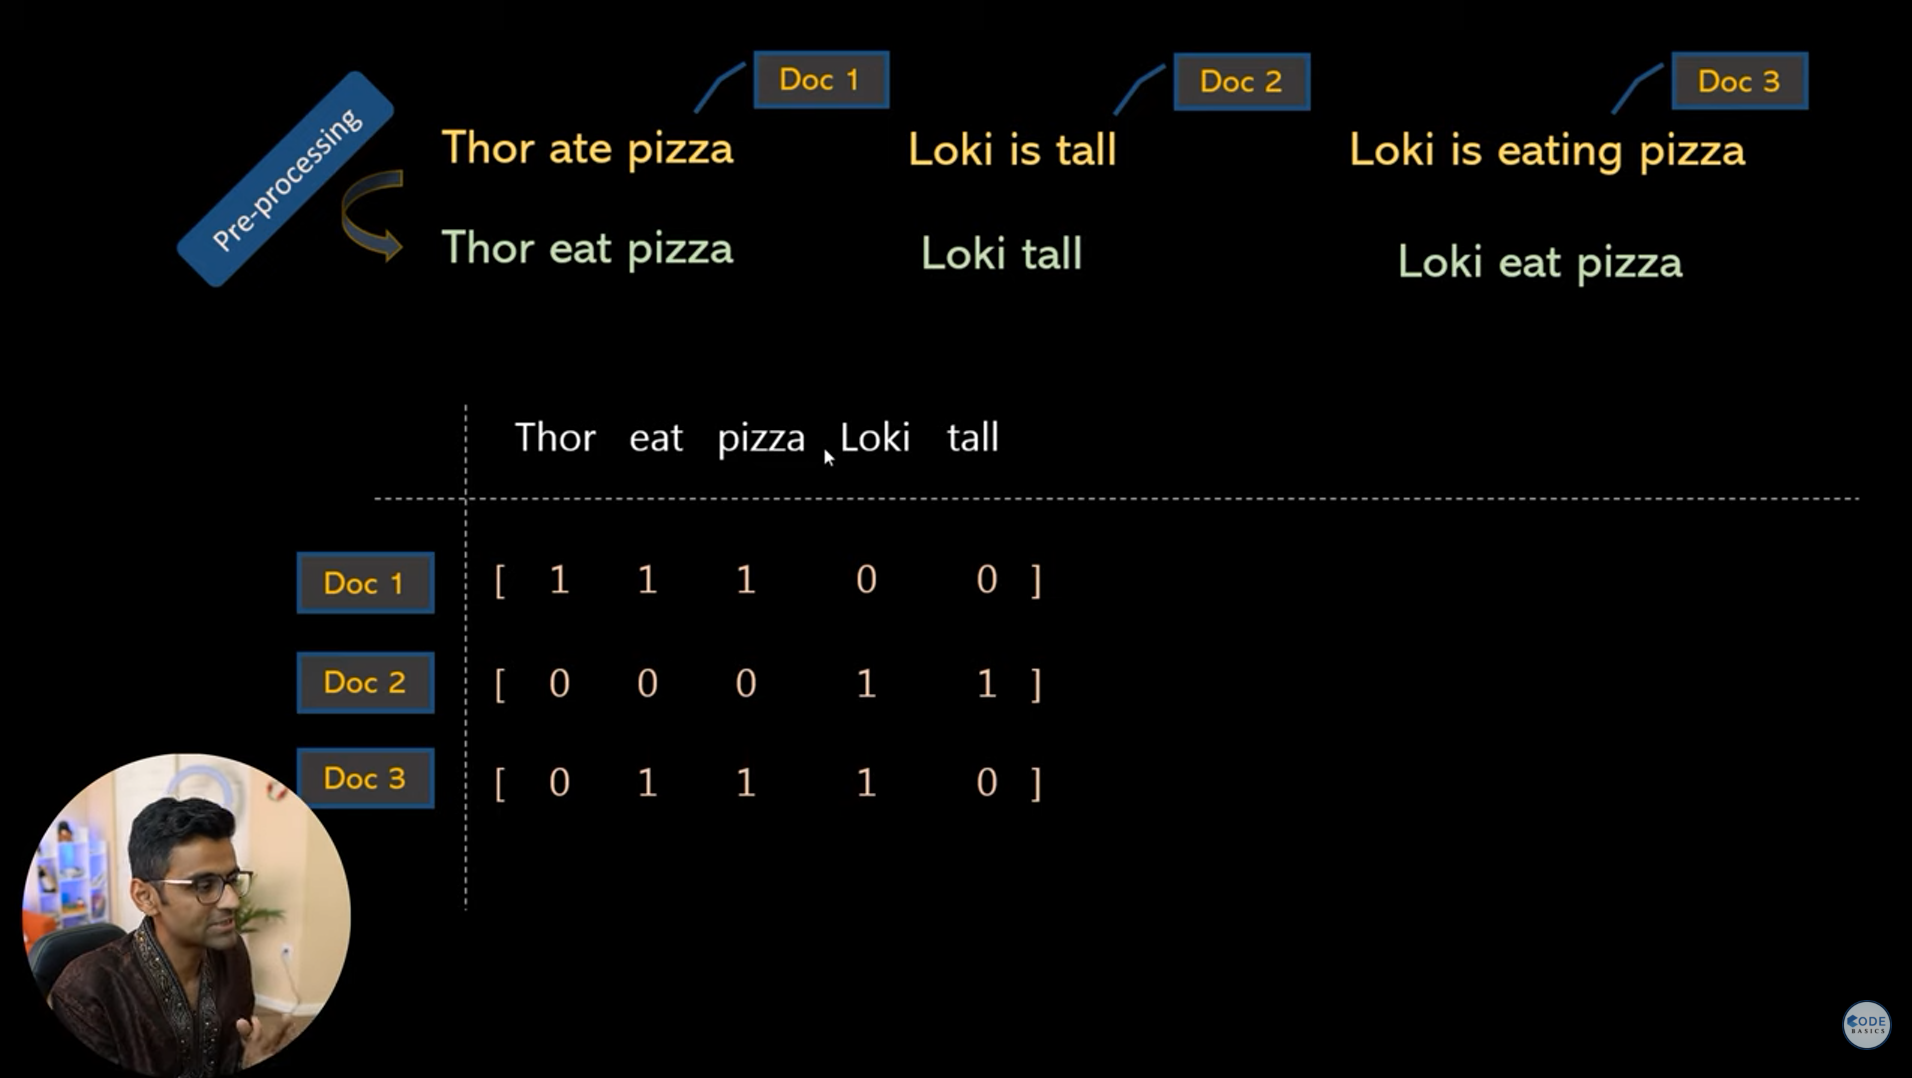 Doc 1
Doc 2
Doc 3
Pre-processing
Thor ate pizza
Loki is tall
Loki is eating pizza
Thor eat pizza
Loki tall
Loki eat pizza
Thor eat pizza Loki tall
Doc 1 [ 1 1 1 0 0 ]
Doc 2 [ 0 0 0 1 1 ]
Doc 3 [ 0 1 1 1 0 ]
CODE
BASICS